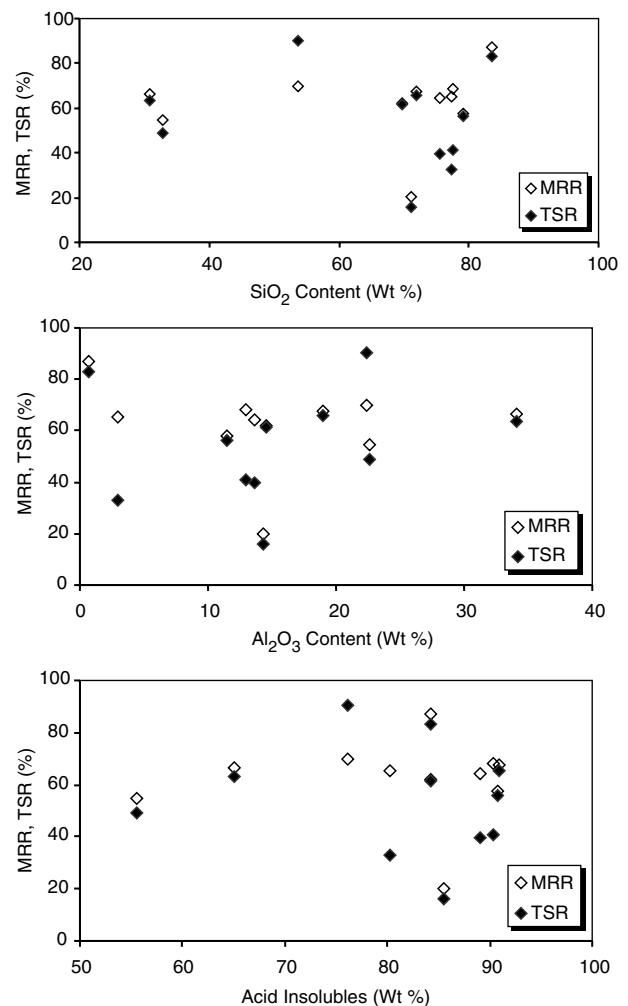 MRR, TSR (%)
100
80
60
40
20
0
MRR
TSR
20 40 60 80 100
SiO₂ Content (Wt %)
MRR, TSR (%)
100
80
60
40
20
0
MRR
TSR
0 10 20 30 40
Al₂O₃ Content (Wt %)
MRR, TSR (%)
100
80
60
40
20
0
MRR
TSR
50 60 70 80 90 100
Acid Insolubles (Wt %)